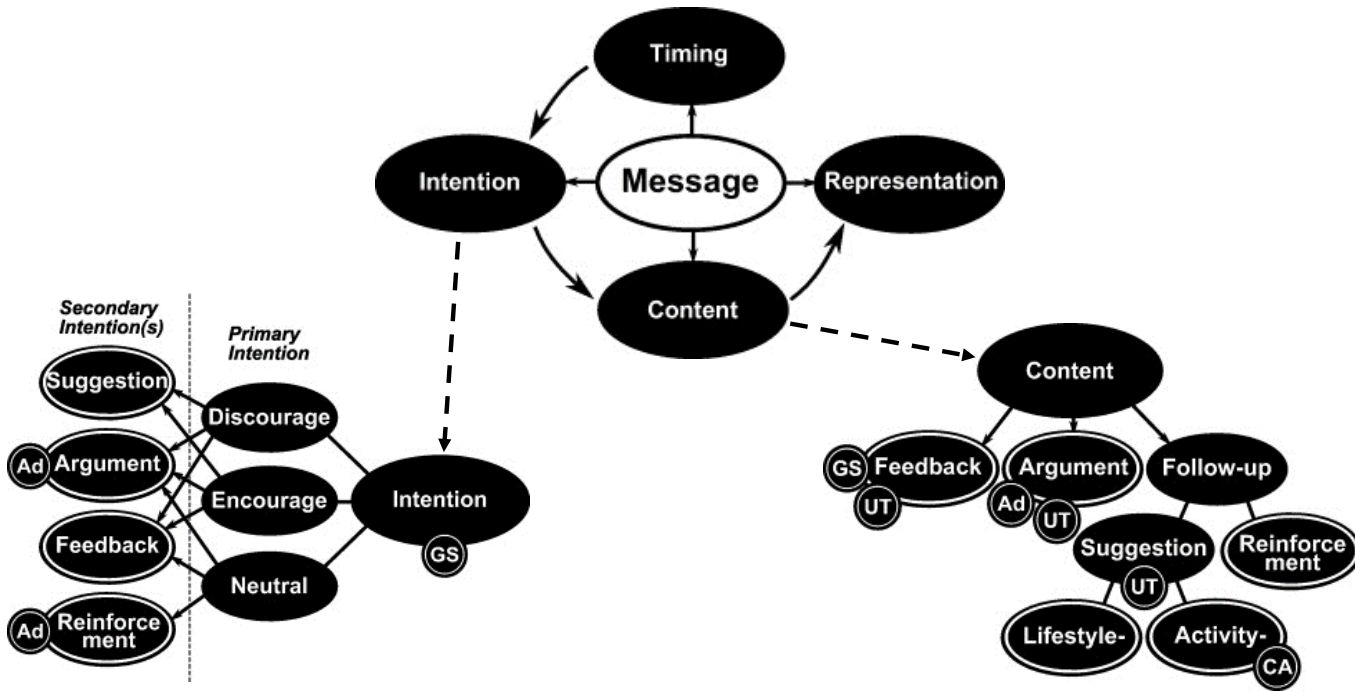 Timing
Intention
Message
Representation
Content
Secondary
Intention(s)
Primary
Intention
Suggestion
Discourage
Ad
Argument
Encourage
Intention
GS
Feedback
Neutral
Ad
Reinforce
ment
Content
GS
Feedback
UT
Argument
Ad
UT
Follow-up
Suggestion
UT
Reinforce
ment
Lifestyle-
Activity-
CA